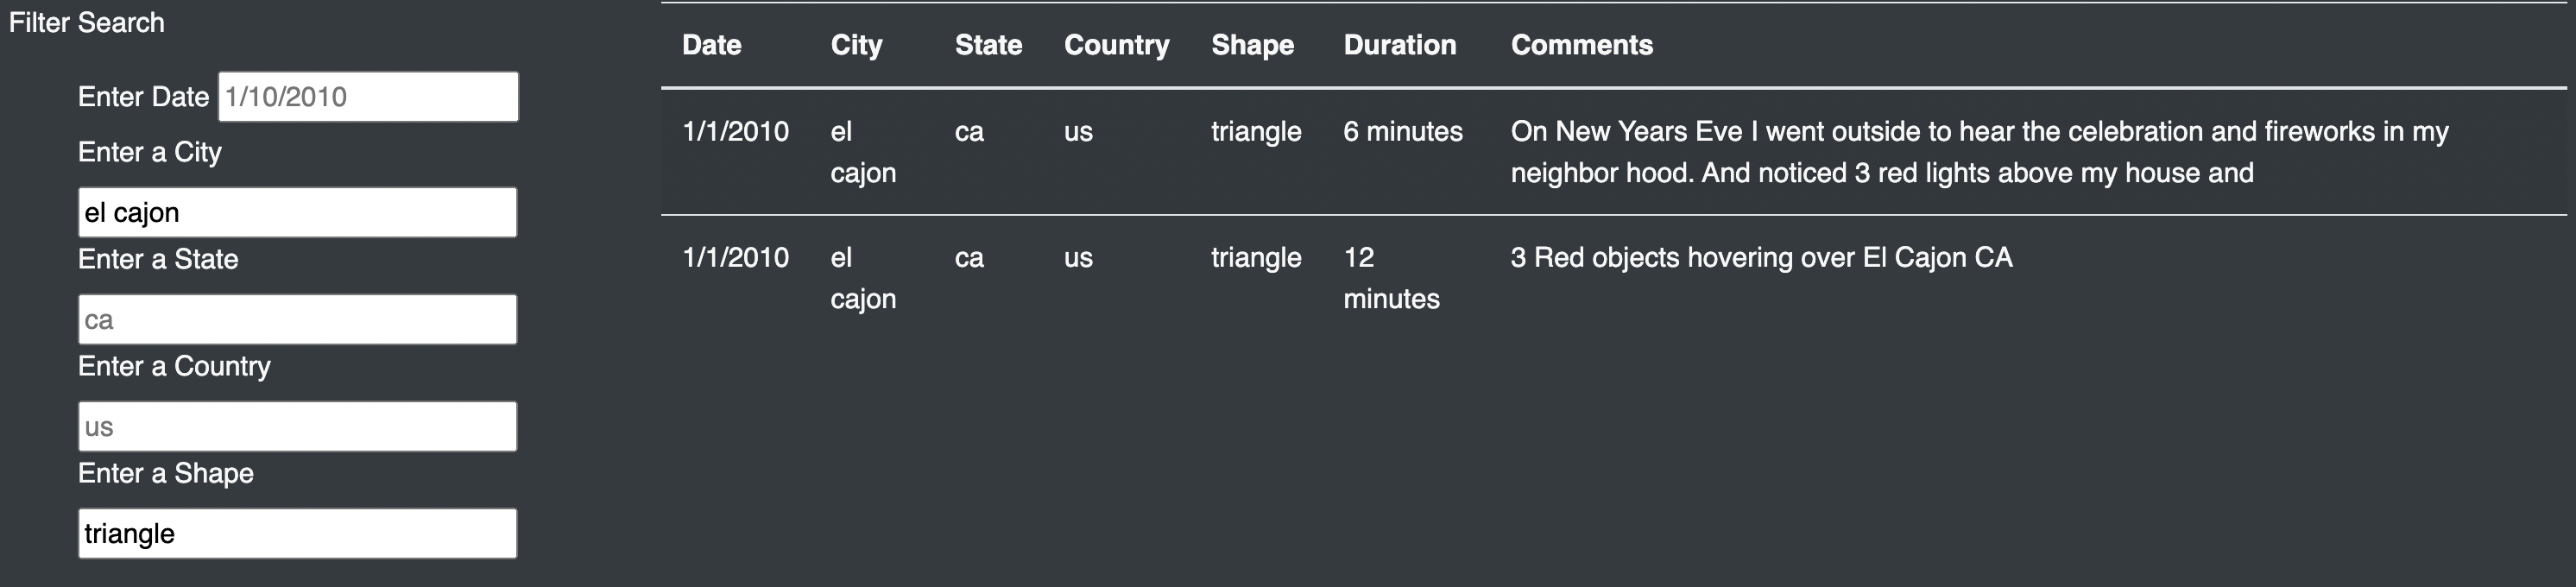 Filter Search
Enter Date 1/10/2010
Enter a City
el cajon
Enter a State
ca
Enter a Country
us
Enter a Shape
triangle
Date City State Country Shape Duration Comments
1/1/2010 el ca us triangle 6 minutes On New Years Eve I went outside to hear the celebration and fireworks in my
cajon neighbor hood. And noticed 3 red lights above my house and
1/1/2010 el ca us triangle 12 3 Red objects hovering over El Cajon CA
cajon minutes